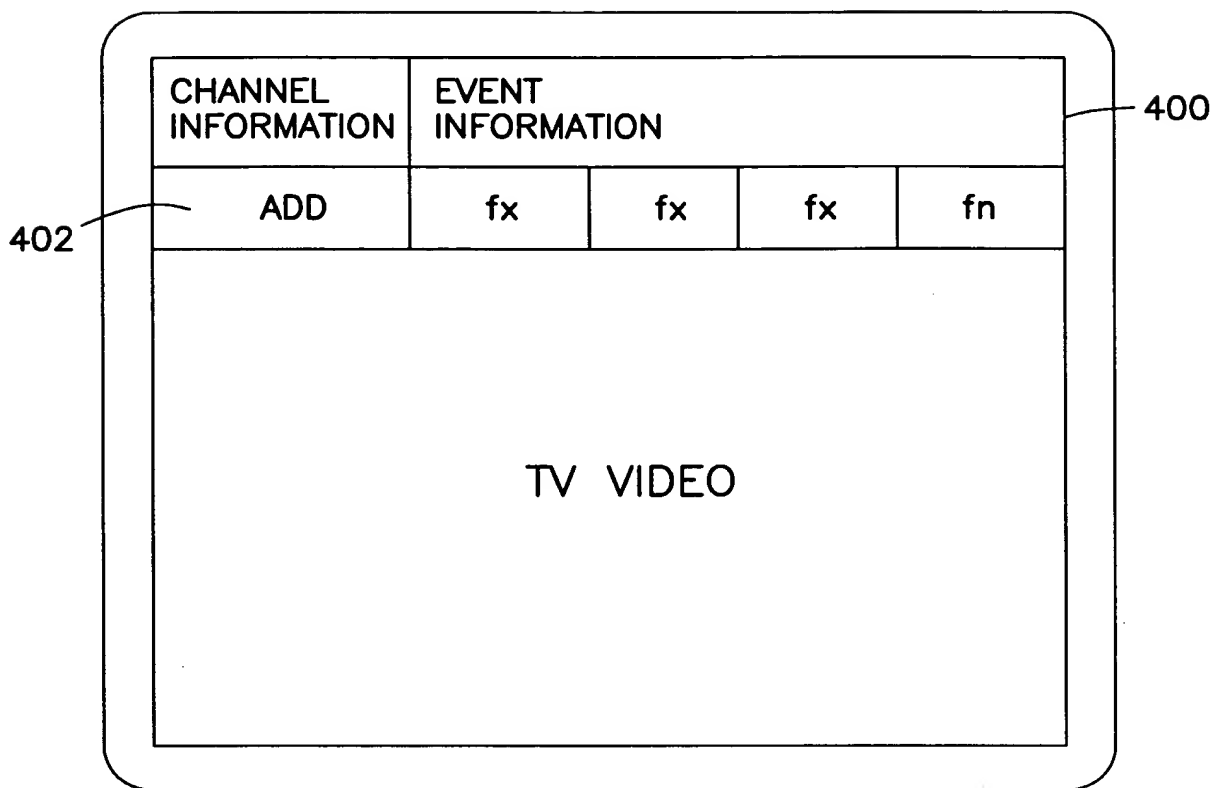 CHANNEL
INFORMATION
EVENT
INFORMATION
400
ADD
fx
fx
fx
fn
402
TV VIDEO